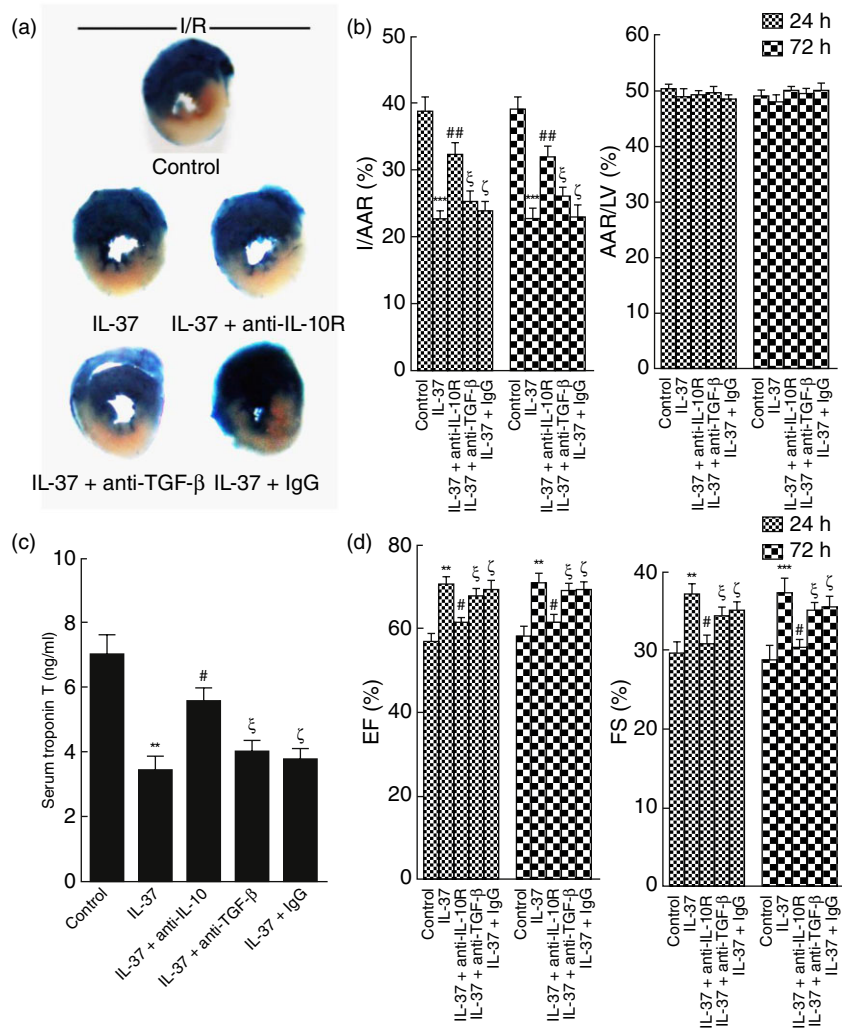 (a)
I/R
Control
IL-37
IL-37 + anti-IL-10R
IL-37 + anti-TGF-β
IL-37 + IgG
(b)
I/AAR (%)
50
40
30
20
10
0
***
##
ξ
ζ
***
##
ξ
ζ
Control
IL-37
IL-37 + anti-IL-10R
IL-37 + anti-TGF-β
IL-37 + IgG
Control
IL-37
IL-37 + anti-IL-10R
IL-37 + anti-TGF-β
IL-37 + IgG
24 h
72 h
AAR/LV (%)
60
50
40
30
20
10
0
Control
IL-37
IL-37 + anti-IL-10R
IL-37 + anti-TGF-β
IL-37 + IgG
Control
IL-37
IL-37 + anti-IL-10R
IL-37 + anti-TGF-β
IL-37 + IgG
(c)
Serum troponin T (ng/ml)
10
8
6
4
2
0
**
#
ξ
ζ
Control
IL-37
IL-37 + anti-IL-10
IL-37 + anti-TGF-β
IL-37 + IgG
(d)
EF (%)
80
60
40
20
0
**
#
ξ
ζ
**
#
ξ
ζ
Control
IL-37
IL-37 + anti-IL-10R
IL-37 + anti-TGF-β
IL-37 + IgG
Control
IL-37
IL-37 + anti-IL-10R
IL-37 + anti-TGF-β
IL-37 + IgG
24 h
72 h
FS (%)
40
30
20
10
0
**
#
ξ
ζ
***
#
ξ
ζ
Control
IL-37
IL-37 + anti-IL-10R
IL-37 + anti-TGF-β
IL-37 + IgG
Control
IL-37
IL-37 + anti-IL-10R
IL-37 + anti-TGF-β
IL-37 + IgG